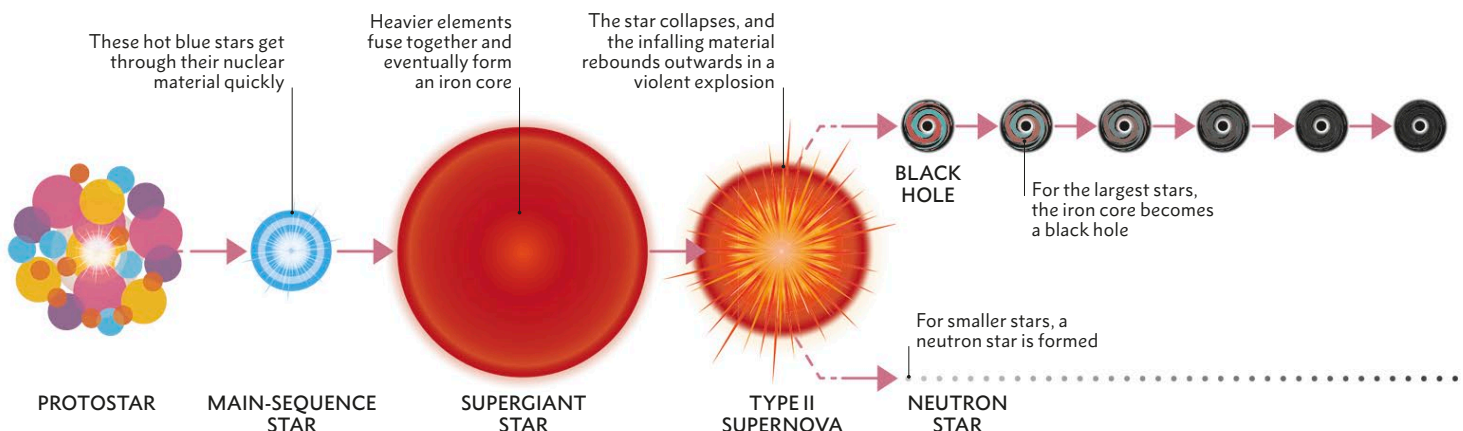 These hot blue stars get
through their nuclear
material quickly
Heavier elements
fuse together and
eventually form
an iron core
The star collapses, and
the infalling material
rebounds outwards in a
violent explosion
BLACK
HOLE
For the largest stars,
the iron core becomes
a black hole
For smaller stars, a
neutron star is formed
PROTOSTAR
MAIN-SEQUENCE
STAR
SUPERGIANT
STAR
TYPE II
SUPERNOVA
NEUTRON
STAR